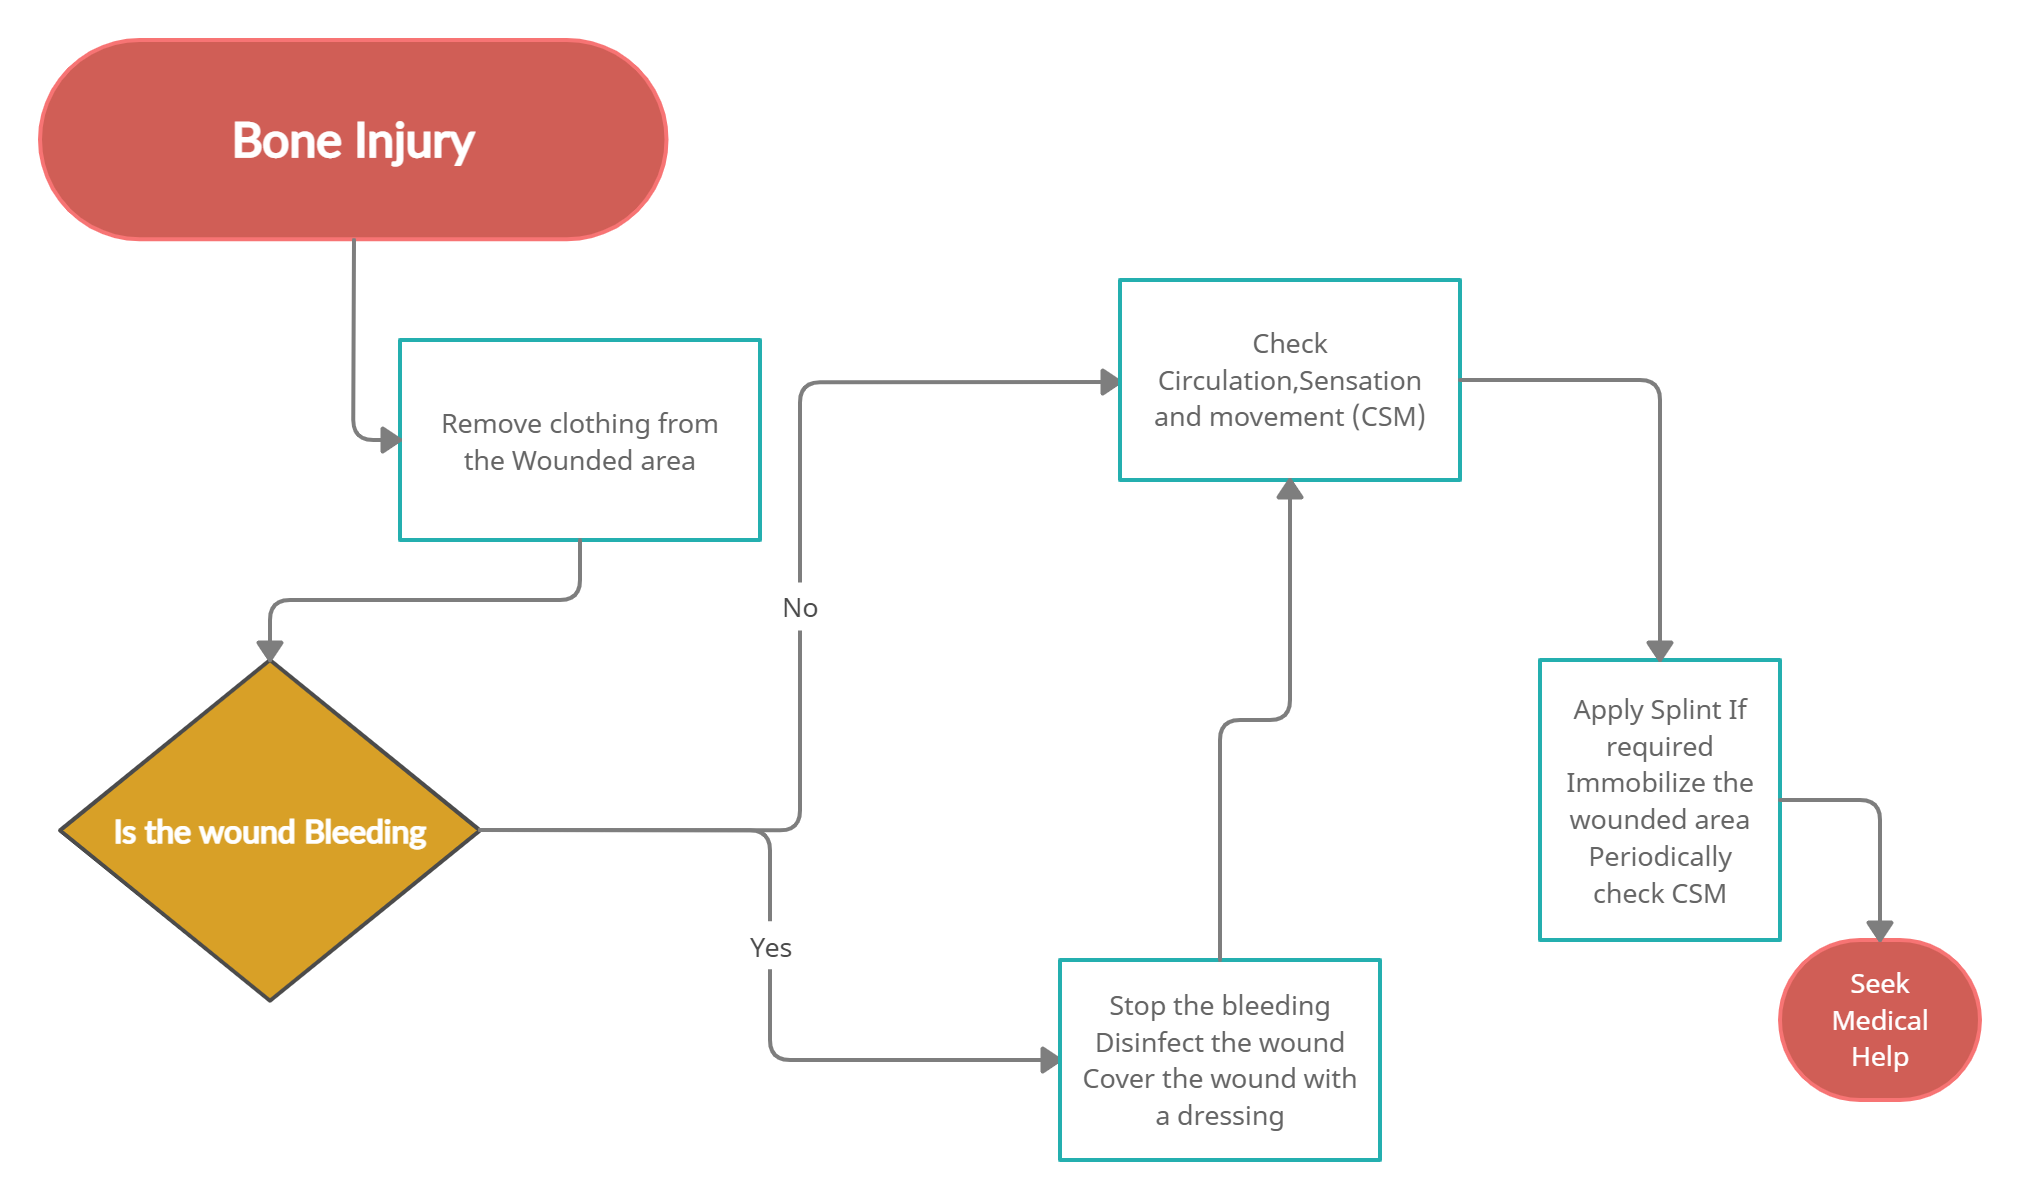 Bone Injury
Remove clothing from
the Wounded area
Is the wound Bleeding
No
Yes
Stop the bleeding
Disinfect the wound
Cover the wound with
a dressing
Check
Circulation,Sensation
and movement (CSM)
Apply Splint If
required
Immobilize the
wounded area
Periodically
check CSM
Seek
Medical
Help